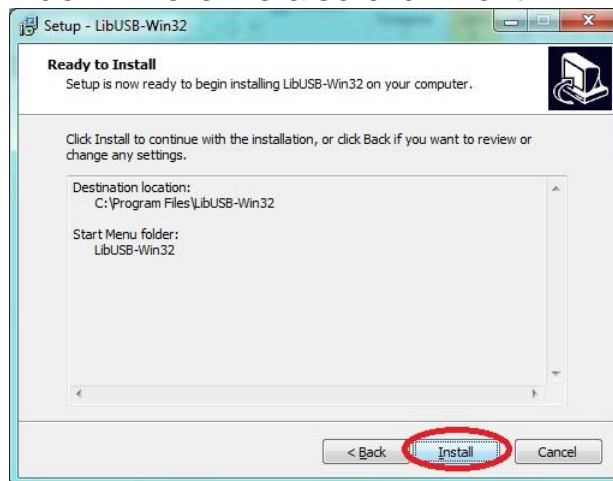 Setup - LibUSB-Win32
Ready to Install
Setup is now ready to begin installing LibUSB-Win32 on your computer.
Click Install to continue with the installation, or click Back if you want to review or
change any settings.
Destination location:
C:\Program Files\LibUSB-Win32
Start Menu folder:
LibUSB-Win32
< Back
Install
Cancel